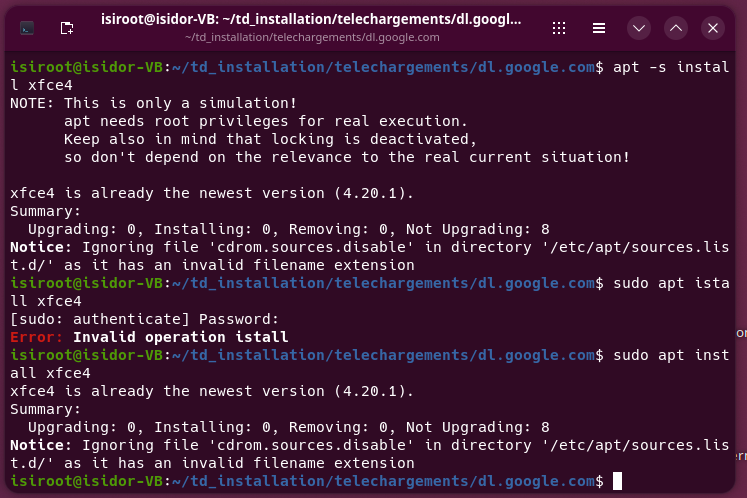 isiroot@isidor-VB: ~/td_installation/telechargements/dl.googl...
~/td_installation/telechargements/dl.google.com
isiroot@isidor-VB:~/td_installation/telechargements/dl.google.com$ apt -s instal
l xfce4
NOTE: This is only a simulation!
      apt needs root privileges for real execution.
      Keep also in mind that locking is deactivated,
      so don't depend on the relevance to the real current situation!
xfce4 is already the newest version (4.20.1).
Summary:
  Upgrading: 0, Installing: 0, Removing: 0, Not Upgrading: 8
Notice: Ignoring file 'cdrom.sources.disable' in directory '/etc/apt/sources.lis
t.d/' as it has an invalid filename extension
isiroot@isidor-VB:~/td_installation/telechargements/dl.google.com$ sudo apt ista
ll xfce4
[sudo: authenticate] Password:
Error: Invalid operation istall
isiroot@isidor-VB:~/td_installation/telechargements/dl.google.com$ sudo apt inst
all xfce4
xfce4 is already the newest version (4.20.1).
Summary:
  Upgrading: 0, Installing: 0, Removing: 0, Not Upgrading: 8
Notice: Ignoring file 'cdrom.sources.disable' in directory '/etc/apt/sources.lis
t.d/' as it has an invalid filename extension
isiroot@isidor-VB:~/td_installation/telechargements/dl.google.com$